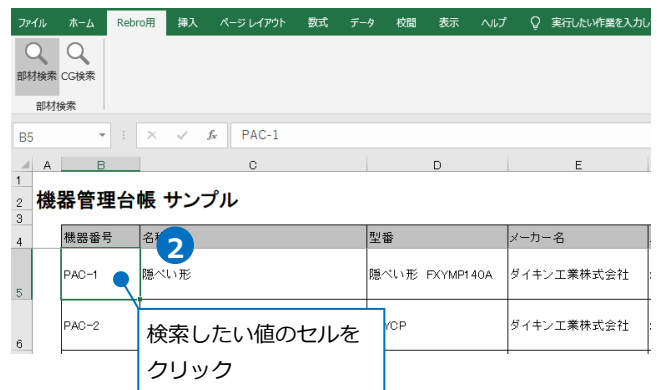 ファイル ホーム Rebro用 挿入 ページ レイアウト 数式 データ 校閲 表示 ヘルプ 実行したい作業を入力し
部材検索 CG検索
部材検索
B5 fx PAC-1
A B C D E
1
2 機器管理台帳 サンプル
3
4 機器番号 名称 型番 メーカー名
2
5 PAC-1 隠ぺい形 隠ぺい形 FXYMP140A ダイキン工業株式会社
6 PAC-2 YCP ダイキン工業株式会社
検索したい値のセルを
クリック